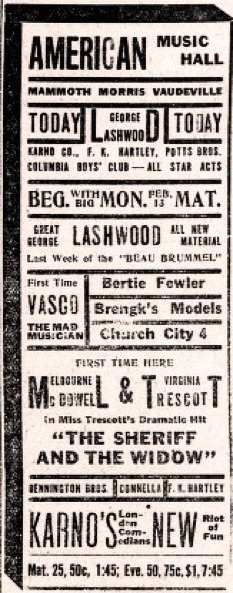 AMERICAN MUSIC HALL
MAMMOTH MORRIS VAUDEVILLE
TODAY GEORGE LASHWOOD TODAY
KARNO CO., F. K. HARTLEY, POTTS BROS.
COLUMBIA BOYS' CLUB — ALL STAR ACTS
BEG. WITH BIG MON. FEB. 13 MAT.
GREAT GEORGE LASHWOOD ALL NEW MATERIAL
Last Week of the "BEAU BRUMMEL"
First Time VASCO THE MAD MUSICIAN
Bertie Fowler
Brengk's Models
Church City 4
FIRST TIME HERE
MELBOURNE McDOWELL & VIRGINIA TRESCOTT
in Miss Trescott's Dramatic Hit
"THE SHERIFF
AND THE WIDOW"
BENNINGTON BROS. CONNELLA F. K. HARTLEY
KARNO'S London Comedians NEW Riot of Fun
Mat. 25, 50c, 1:45; Eve. 50, 75c, $1, 7:45